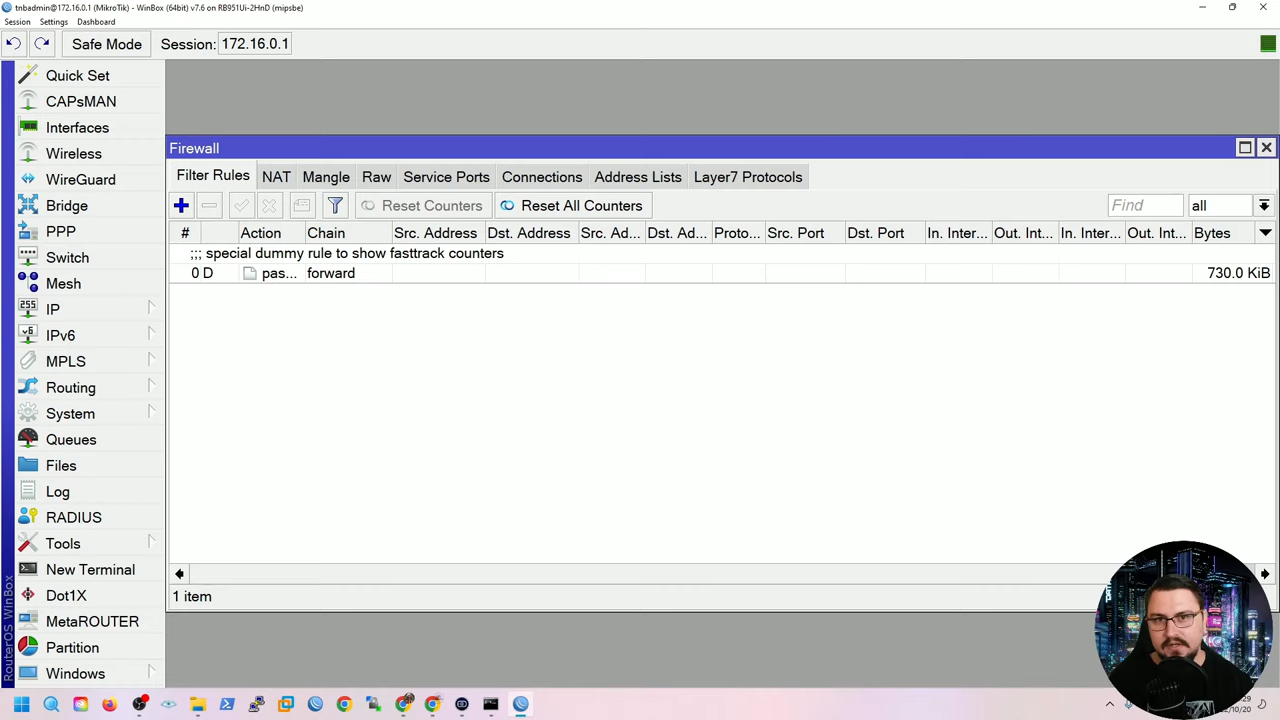 tnbadmin@172.16.0.1 (MikroTik) - WinBox (64bit) v7.6 on RB951Ui-2HnD (mipsbe)
Session Settings Dashboard
Safe Mode Session: 172.16.0.1
Quick Set
CAPsMAN
Interfaces
Wireless
WireGuard
Bridge
PPP
Switch
Mesh
255
IP
v6
IPv6
MPLS
Routing
System
Queues
Files
Log
RADIUS
Tools
New Terminal
Dot1X
MetaROUTER
Partition
Windows
RouterOS WinBox
Firewall
Filter Rules NAT Mangle Raw Service Ports Connections Address Lists Layer7 Protocols
Reset Counters Reset All Counters Find all
# Action Chain Src. Address Dst. Address Src. Ad... Dst. Ad... Proto... Src. Port Dst. Port In. Inter... Out. Int... In. Inter... Out. Int... Bytes
;;; special dummy rule to show fasttrack counters
0 D pas... forward 730.0 KiB
1 item